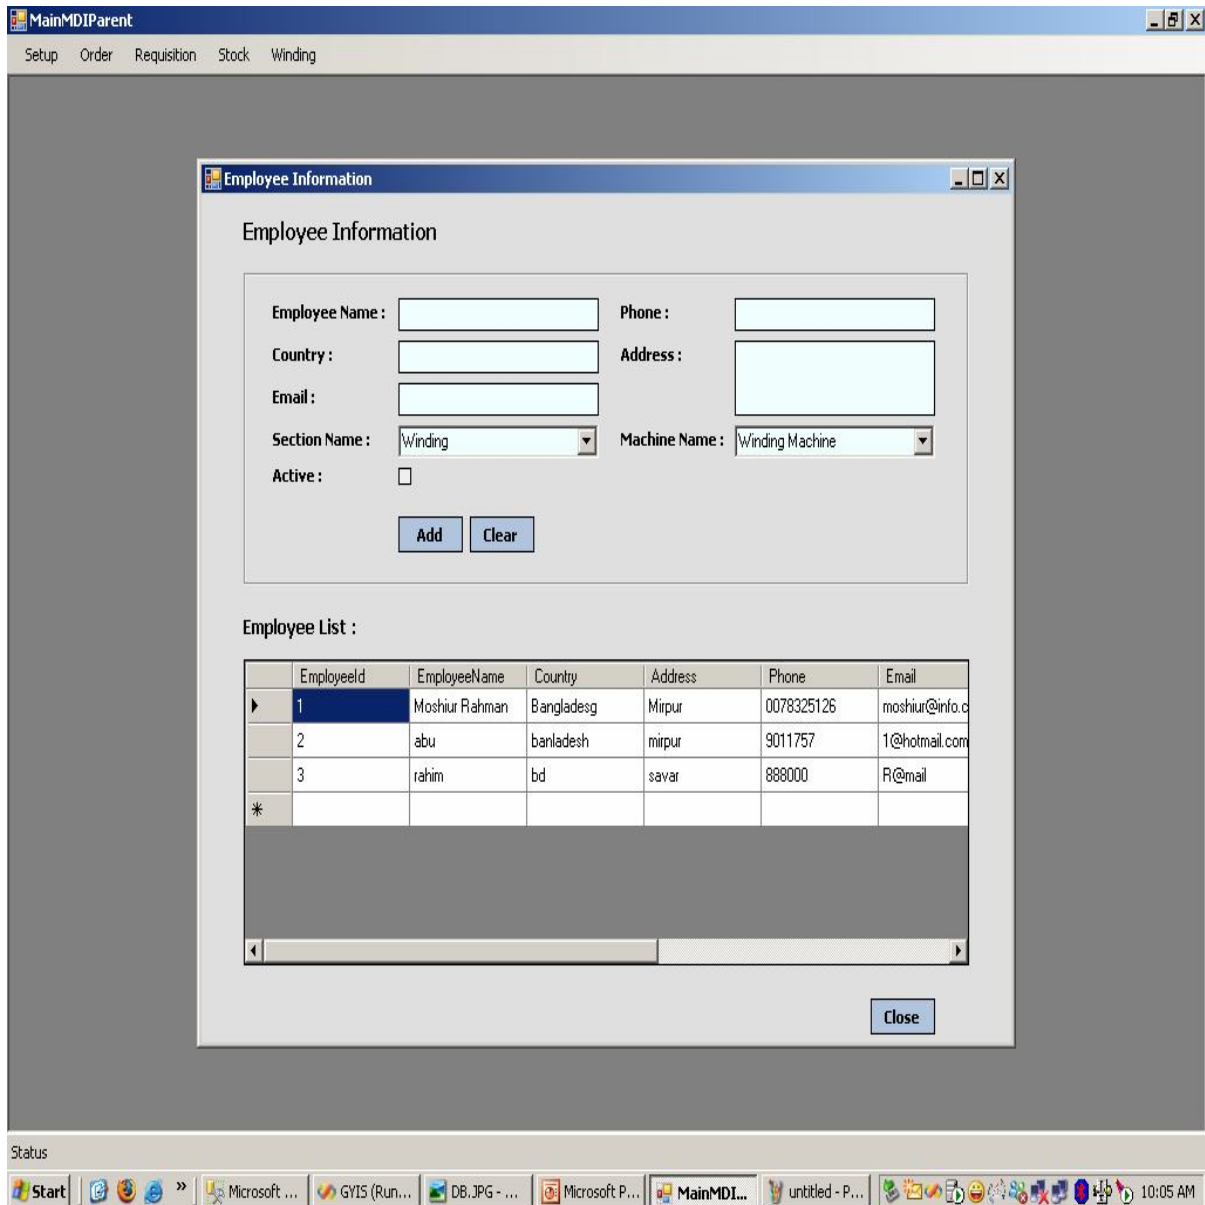 MainMDIParent
Setup Order Requisition Stock Winding
Employee Information
Employee Information
Employee Name : Phone :
Country : Address :
Email :
Section Name : Winding Machine Name : Winding Machine
Active :
Add Clear
Employee List :
EmployeeId EmployeeName Country Address Phone Email
1 Moshiur Rahman Bangladesg Mirpur 0078325126 moshiur@info.c
2 abu banladesh mirpur 9011757 1@hotmail.com
3 rahim bd savar 888000 R@mail
Close
Status
Start » Microsoft ... GYIS (Run... DB.JPG - ... Microsoft P... MainMDI... untitled - P... 10:05 AM